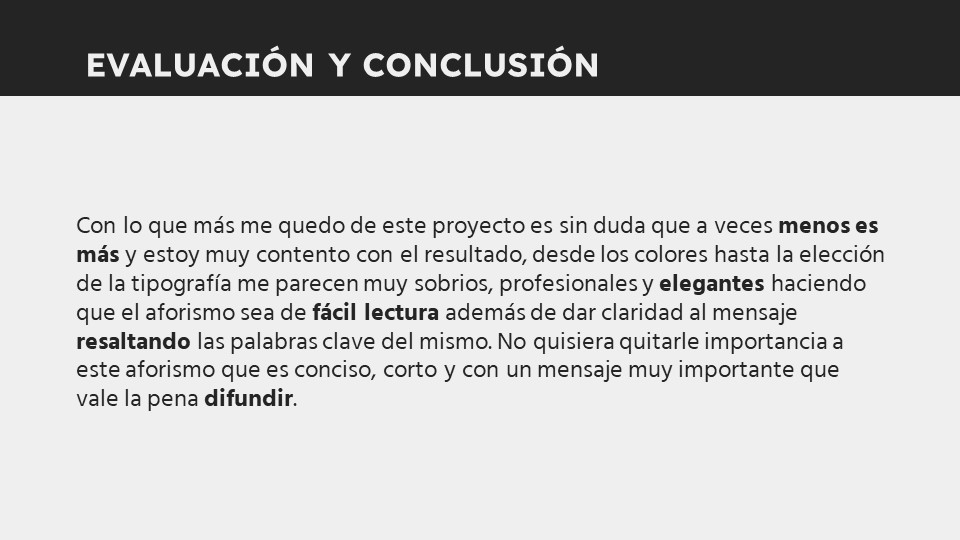 EVALUACIÓN Y CONCLUSIÓN
Con lo que más me quedo de este proyecto es sin duda que a veces menos es
más y estoy muy contento con el resultado, desde los colores hasta la elección
de la tipografía me parecen muy sobrios, profesionales y elegantes haciendo
que el aforismo sea de fácil lectura además de dar claridad al mensaje
resaltando las palabras clave del mismo. No quisiera quitarle importancia a
este aforismo que es conciso, corto y con un mensaje muy importante que
vale la pena difundir.